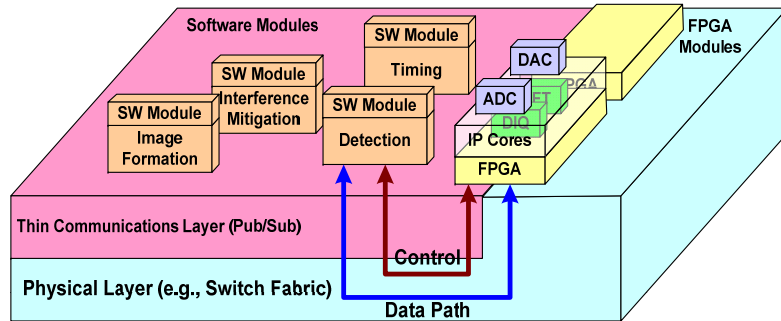 Software Modules
FPGA
Modules
SW Module
Timing
DAC
SW Module
Interference
Mitigation
SW Module
Detection
ADC
SW Module
Image
Formation
DIQ
IP Cores
FPGA
Thin Communications Layer (Pub/Sub)
Control
Physical Layer (e.g., Switch Fabric)
Data Path